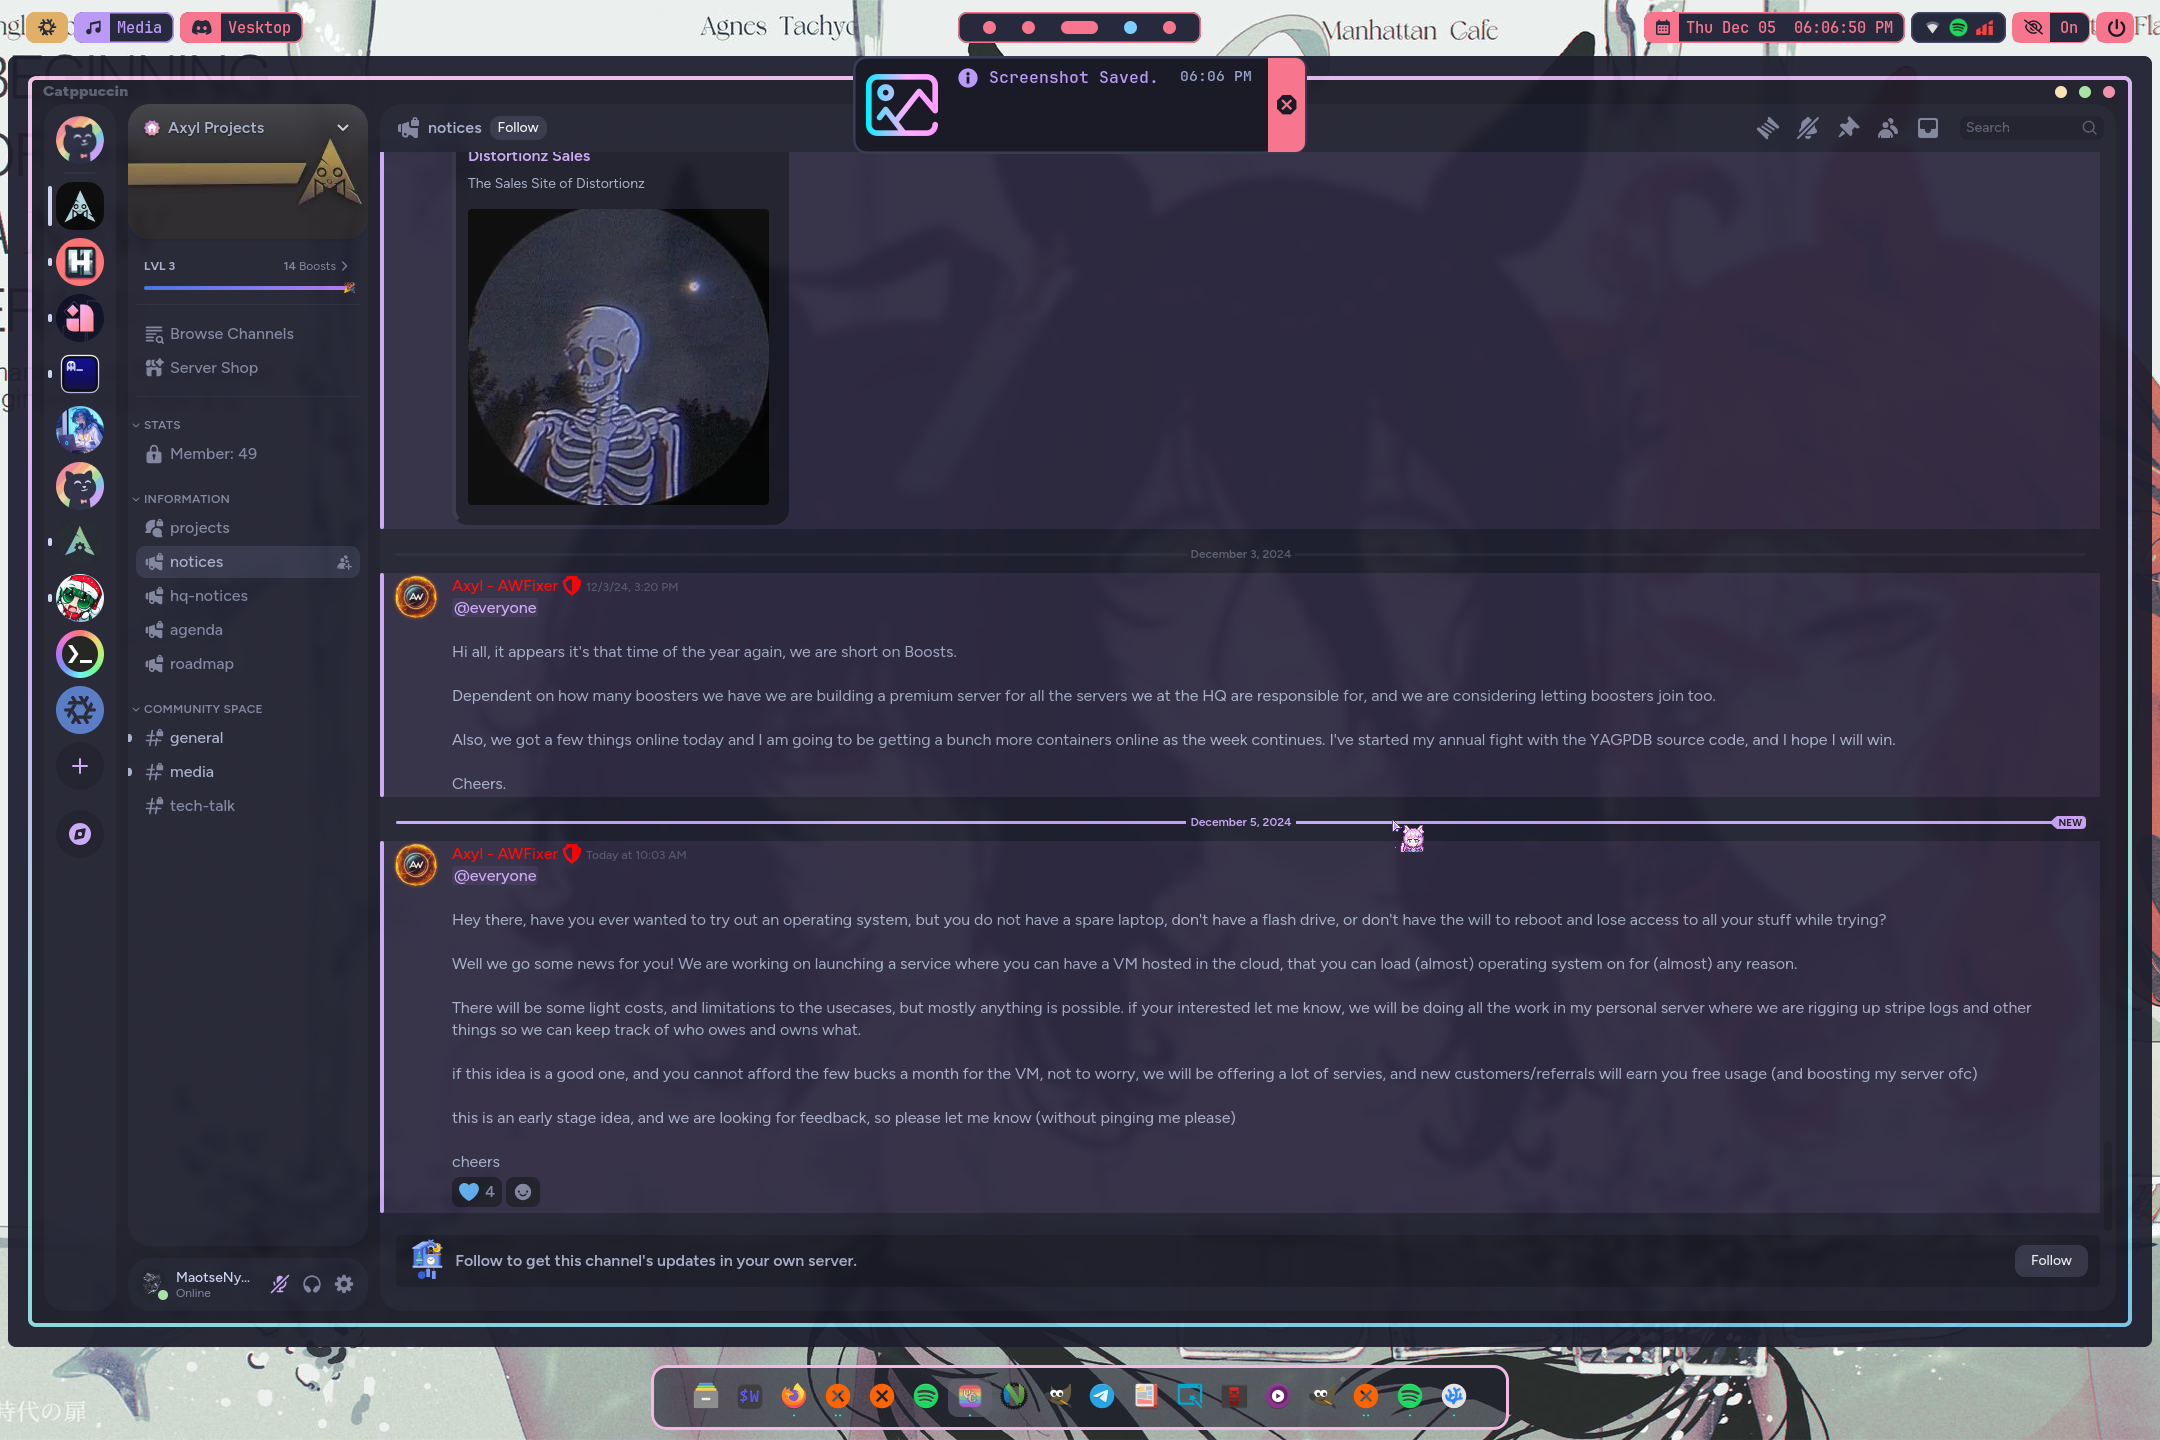 Media
Vesktop
Agnes Tachyo
Manhattan Cafe
Thu Dec 05 06:06:50 PM
On
BEGINNING
Screenshot Saved.
06:06 PM
Catppuccin
Axyl Projects
LVL 3
14 Boosts
Browse Channels
Server Shop
STATS
Member: 49
INFORMATION
projects
notices
hq-notices
agenda
roadmap
COMMUNITY SPACE
general
media
tech-talk
MaotseNy...
Online
notices
Follow
Search
Distortionz Sales
The Sales Site of Distortionz
December 3, 2024
Axyl - AWFixer
12/3/24, 3:20 PM
@everyone
Hi all, it appears it's that time of the year again, we are short on Boosts.
Dependent on how many boosters we have we are building a premium server for all the servers we at the HQ are responsible for, and we are considering letting boosters join too.
Also, we got a few things online today and I am going to be getting a bunch more containers online as the week continues. I've started my annual fight with the YAGPDB source code, and I hope I will win.
Cheers.
December 5, 2024
NEW
Axyl - AWFixer
Today at 10:03 AM
@everyone
Hey there, have you ever wanted to try out an operating system, but you do not have a spare laptop, don't have a flash drive, or don't have the will to reboot and lose access to all your stuff while trying?
Well we go some news for you! We are working on launching a service where you can have a VM hosted in the cloud, that you can load (almost) operating system on for (almost) any reason.
There will be some light costs, and limitations to the usecases, but mostly anything is possible. if your interested let me know, we will be doing all the work in my personal server where we are rigging up stripe logs and other
things so we can keep track of who owes and owns what.
if this idea is a good one, and you cannot afford the few bucks a month for the VM, not to worry, we will be offering a lot of servies, and new customers/referrals will earn you free usage (and boosting my server ofc)
this is an early stage idea, and we are looking for feedback, so please let me know (without pinging me please)
cheers
4
Follow to get this channel's updates in your own server.
Follow
$W
時代の扉